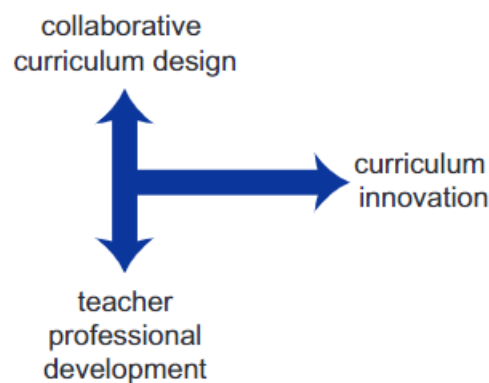 collaborative
curriculum design
curriculum
innovation
teacher
professional
development